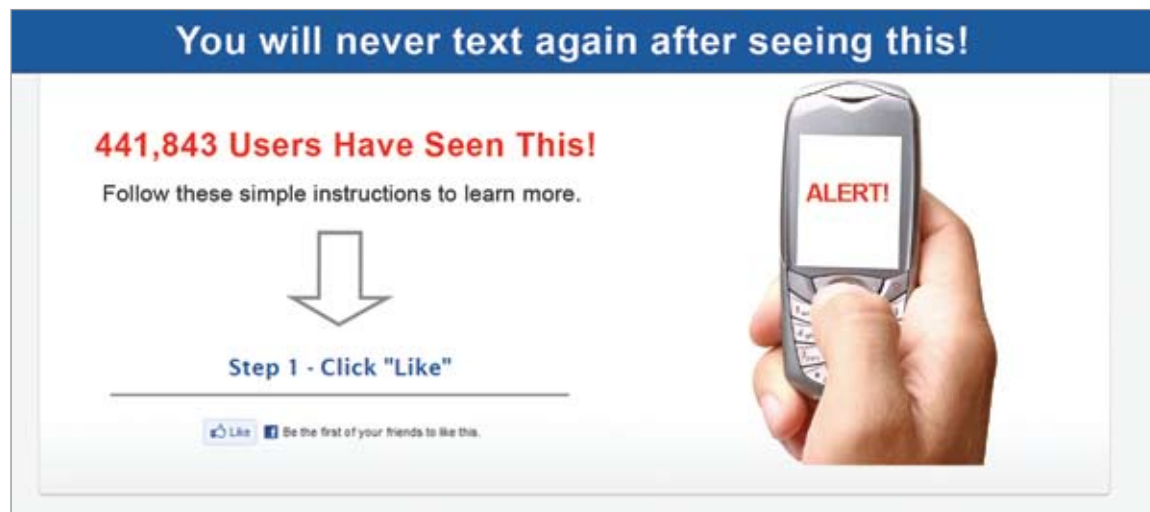 You will never text again after seeing this!
441,843 Users Have Seen This!
Follow these simple instructions to learn more.
ALERT!
Step 1 - Click "Like"
Like Be the first of your friends to like this.